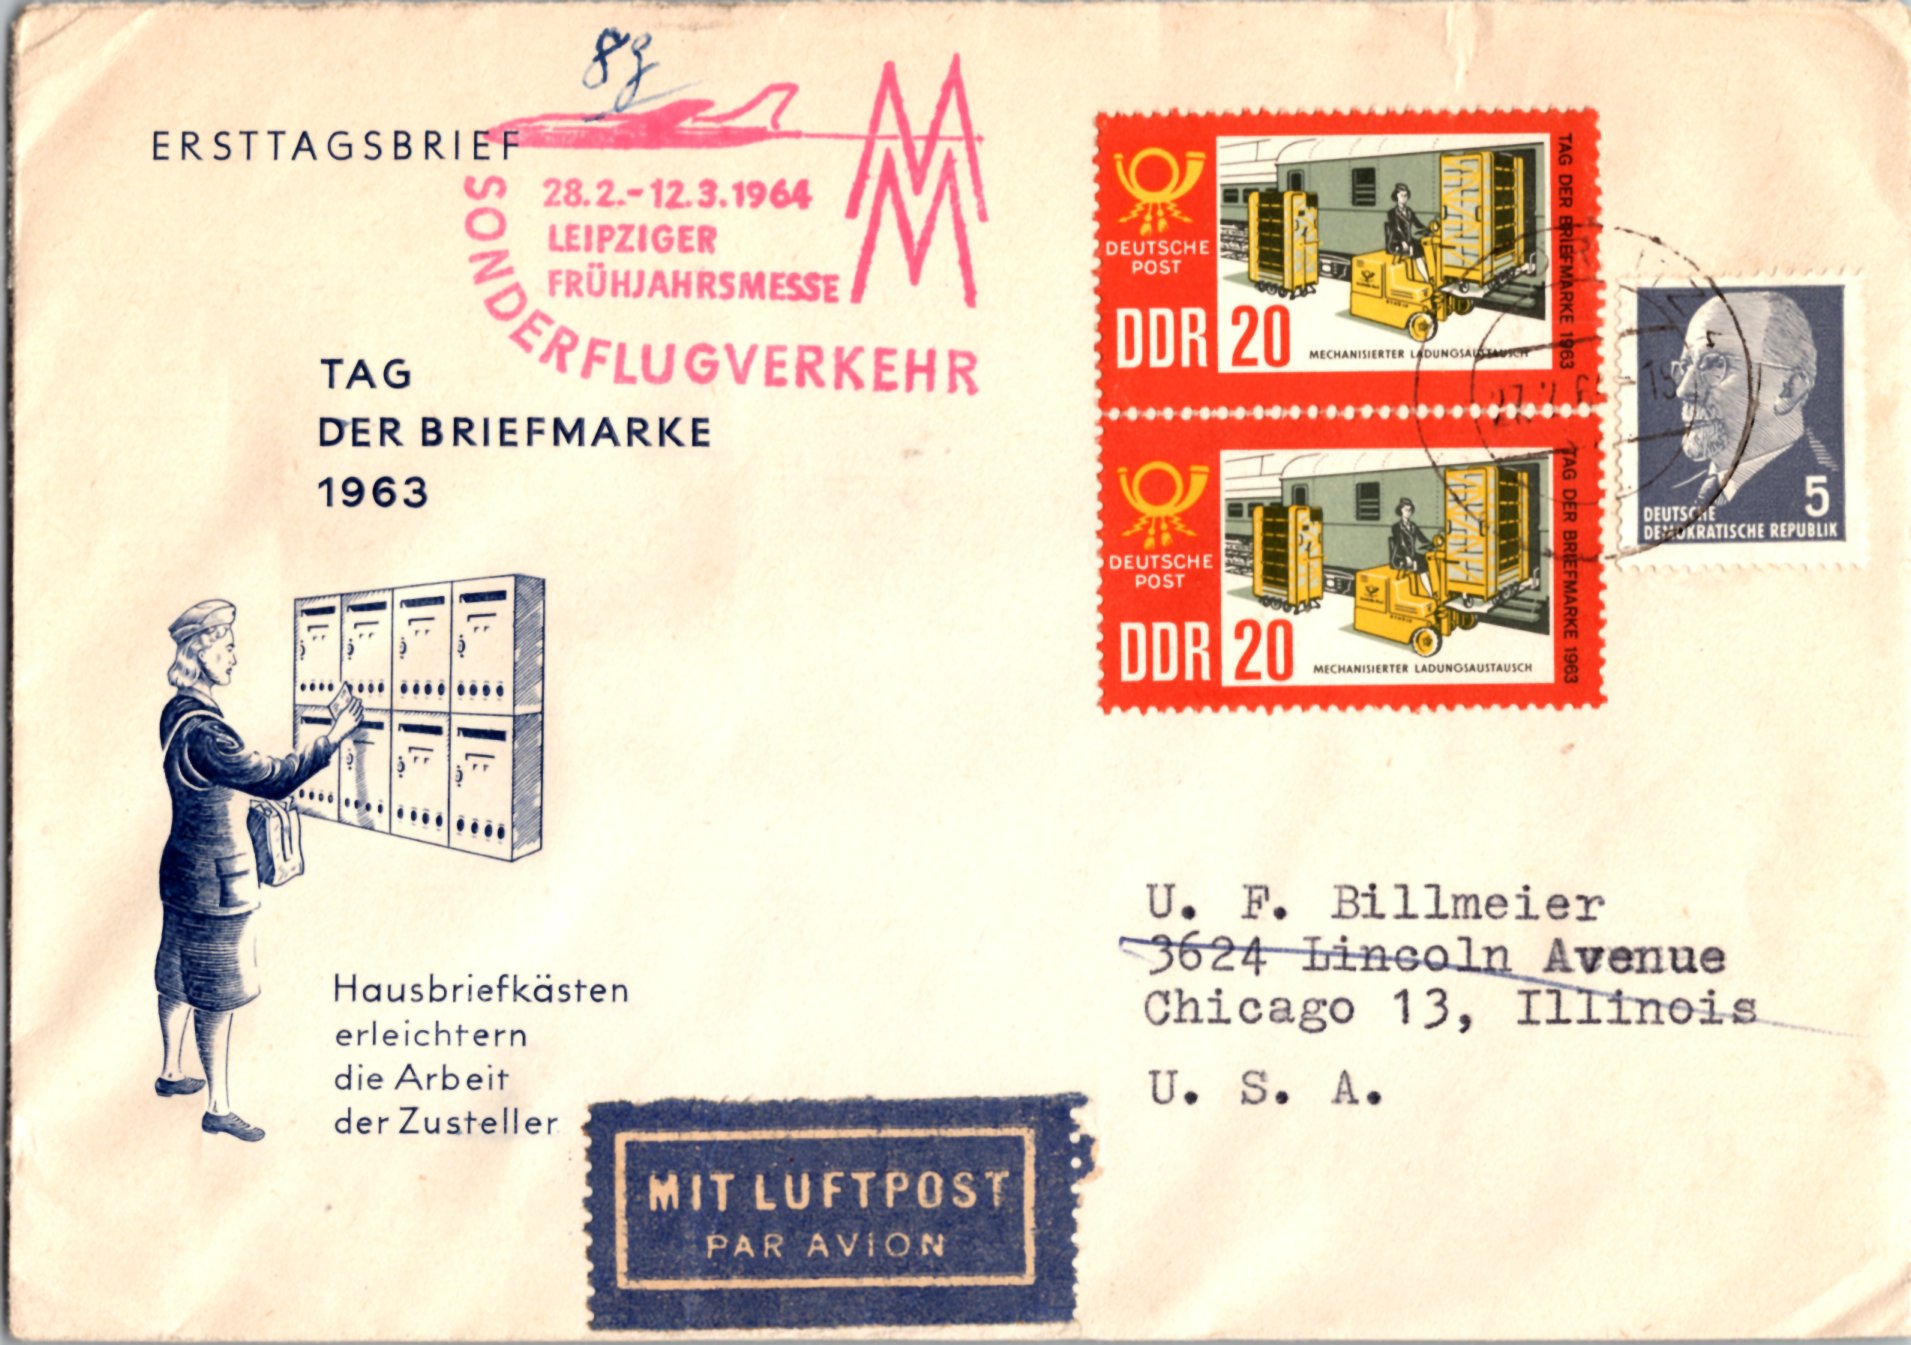 8g
ERSTTAGSBRIEF
28.2.-12.3.1964
LEIPZIGER
FRÜHJAHRSMESSE
SONDERFLUGVERKEHR
MM
TAG
DER BRIEFMARKE
1963
Hausbriefkästen
erleichtern
die Arbeit
der Zusteller
DEUTSCHE
POST
DDR 20
MECHANISIERTER LADUNGSAUSTAUSCH
TAG DER BRIEFMARKE 1963
DEUTSCHE
POST
DDR 20
MECHANISIERTER LADUNGSAUSTAUSCH
TAG DER BRIEFMARKE 1963
5
DEUTSCHE
DEMOKRATISCHE REPUBLIK
U. F. Billmeier
3624 Lincoln Avenue
Chicago 13, Illinois
U. S. A.
MIT LUFTPOST
PAR AVION